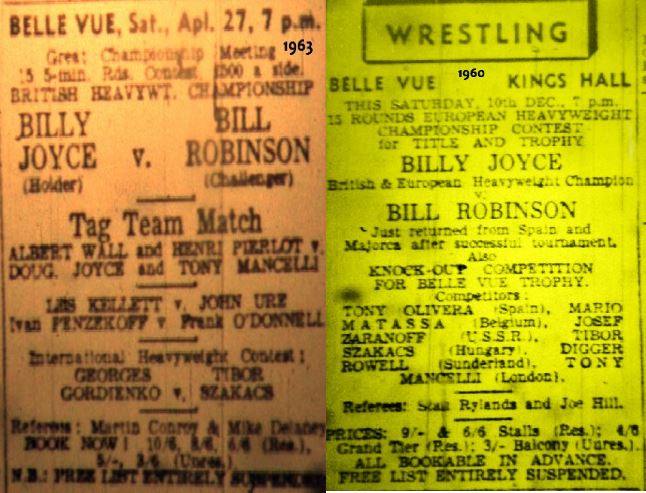 BELLE VUE, Sat., Apl. 27, 7 p.m.
1963
Great Championship Meeting
15 5-min. Rds. Contest £500 a side.
BRITISH HEAVYWT. CHAMPIONSHIP
BILLY BILL
JOYCE v. ROBINSON
(Holder) (Challenger)
Tag Team Match
ALBERT WALL and HENRI PIERLOT v.
DOUG. JOYCE and TONY MANCELLI
LES KELLETT v. JOHN URE
Ivan PENZEKOFF v. Frank O'DONNELL
International Heavyweight Contest:
GEORGES TIBOR
GORDIENKO v. SZAKACS
Referees: Martin Conroy & Mike Delaney
BOOK NOW! 10/6, 8/6, 6/6 (Res.),
5/-, 3/6 (Unres.)
N.B.: FREE LIST ENTIRELY SUSPENDED.
WRESTLING
1960
BELLE VUE KINGS HALL
THIS SATURDAY, 10th DEC., 7 p.m.
15 ROUNDS EUROPEAN HEAVYWEIGHT
CHAMPIONSHIP CONTEST
for TITLE AND TROPHY
BILLY JOYCE
British & European Heavyweight Champion
v.
BILL ROBINSON
Just returned from Spain and
Majorca after successful tournament.
Also
KNOCK-OUT COMPETITION
FOR BELLE VUE TROPHY.
Competitors:
TONY OLIVERA (Spain), MARIO
MATASSA (Belgium), JOSEF
ZARANOFF (U.S.S.R.), TIBOR
SZAKACS (Hungary), DIGGER
ROWELL (Sunderland), TONY
MANCELLI (London).
Referees: Stan Rylands and Joe Hill.
PRICES: 9/- & 6/6 Stalls (Res.); 4/6
Grand Tier (Res.); 3/- Balcony (Unres.).
ALL BOOKABLE IN ADVANCE.
FREE LIST ENTIRELY SUSPENDED.